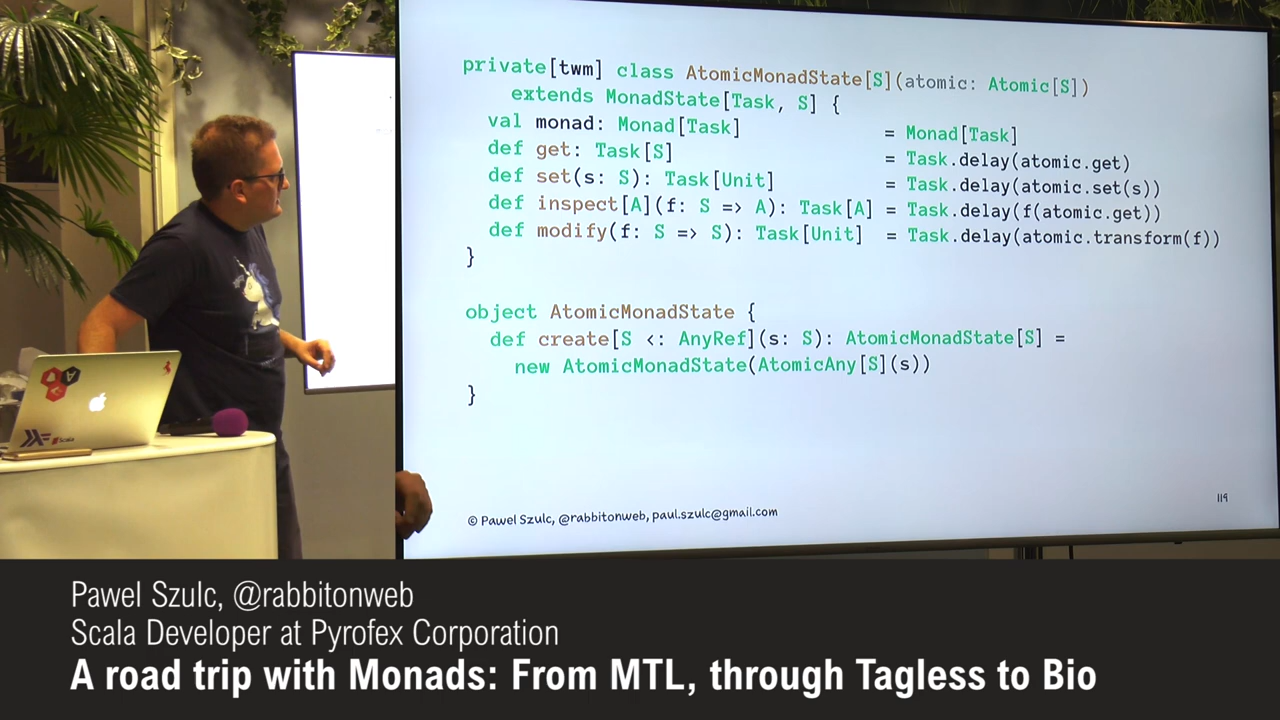 private[twm] class AtomicMonadState[S](atomic: Atomic[S])
extends MonadState[Task, S] {
val monad: Monad[Task] = Monad[Task]
def get: Task[S] = Task.delay(atomic.get)
def set(s: S): Task[Unit] = Task.delay(atomic.set(s))
def inspect[A](f: S => A): Task[A] = Task.delay(f(atomic.get))
def modify(f: S => S): Task[Unit] = Task.delay(atomic.transform(f))
}
object AtomicMonadState {
def create[S <: AnyRef](s: S): AtomicMonadState[S] =
new AtomicMonadState(AtomicAny[S](s))
}
119
© Pawel Szulc, @rabbitonweb, paul.szulc@gmail.com
Scala
Pawel Szulc, @rabbitonweb
Scala Developer at Pyrofex Corporation
A road trip with Monads: From MTL, through Tagless to Bio